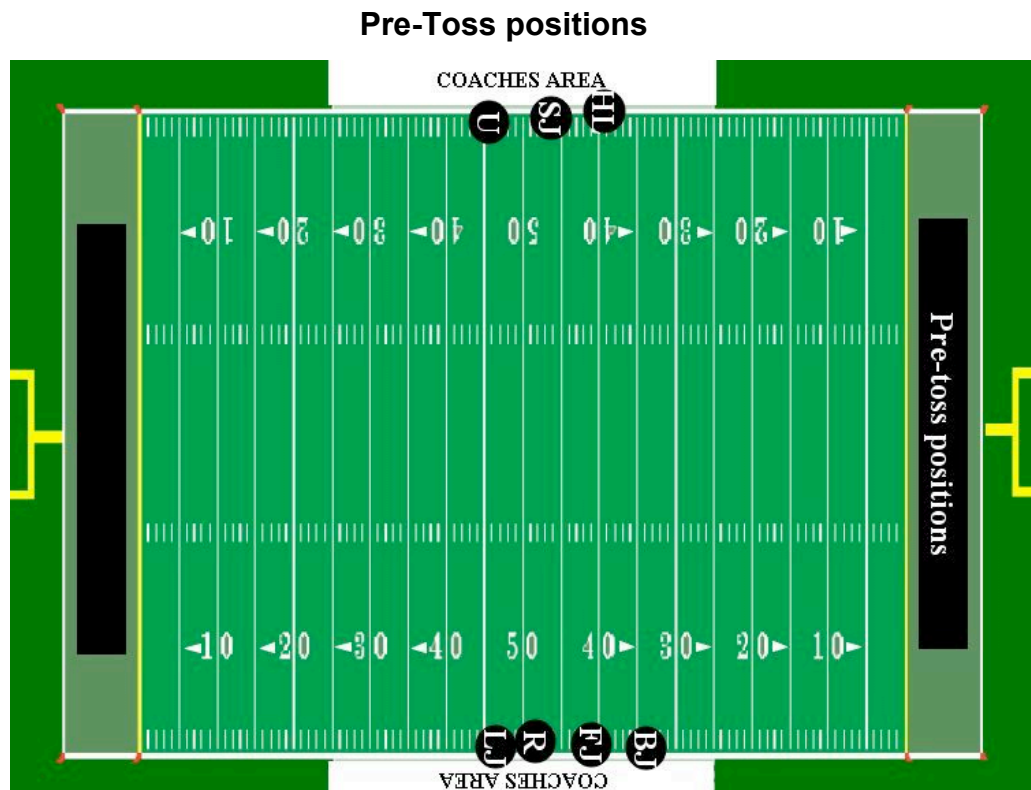 Pre-Toss positions
COACHES AREA
U SJ HL
10 20 30 40 50 40 30 20 10
Pre-toss positions
10 20 30 40 50 40 30 20 10
LJ R FJ BJ
COACHES AREA